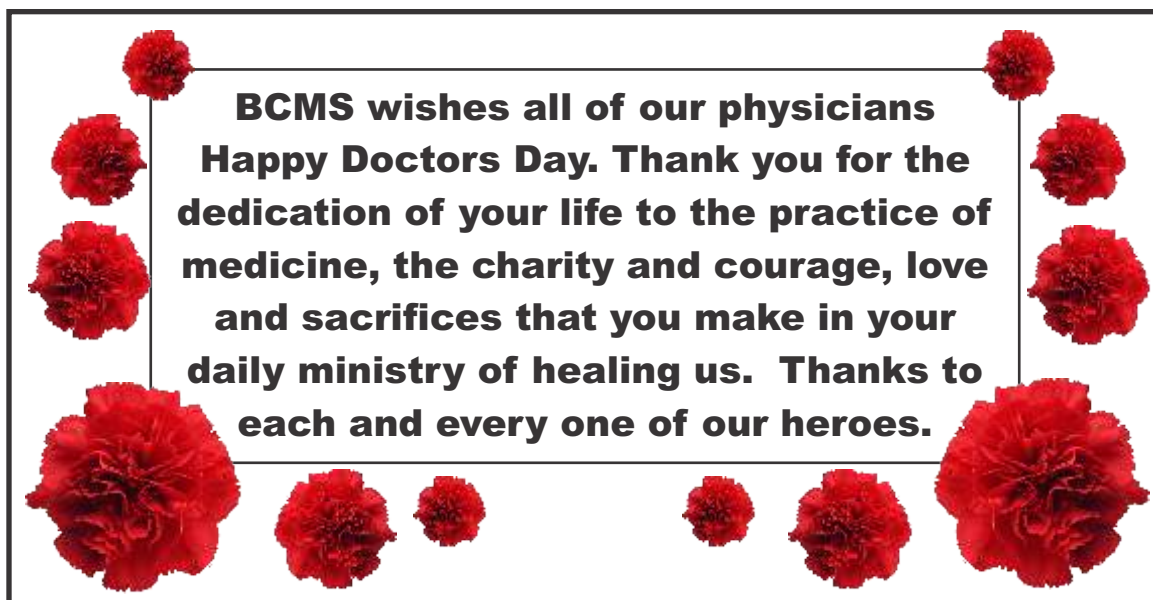 BCMS wishes all of our physicians
Happy Doctors Day. Thank you for the
dedication of your life to the practice of
medicine, the charity and courage, love
and sacrifices that you make in your
daily ministry of healing us.  Thanks to
each and every one of our heroes.